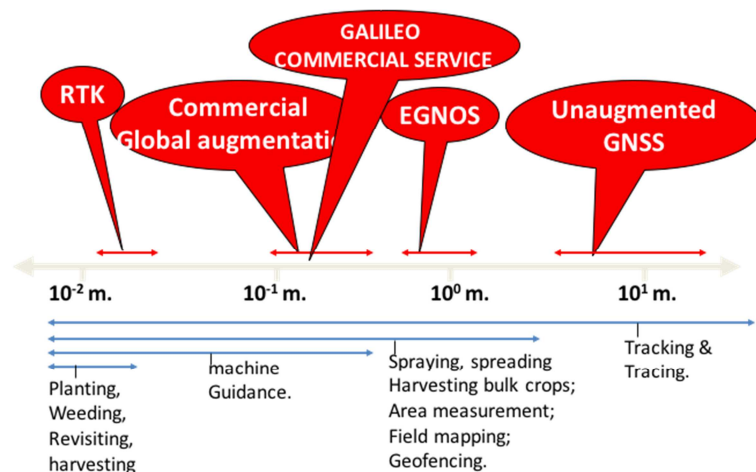 GALILEO
COMMERCIAL SERVICE
RTK
Commercial
Global augmentatio
EGNOS
Unaugmented
GNSS
10-2 m.
10-1 m.
100 m.
101 m.
Planting,
Weeding,
Revisiting,
harvesting
machine
Guidance.
Spraying, spreading
Harvesting bulk crops;
Area measurement;
Field mapping;
Geofencing.
Tracking &
Tracing.